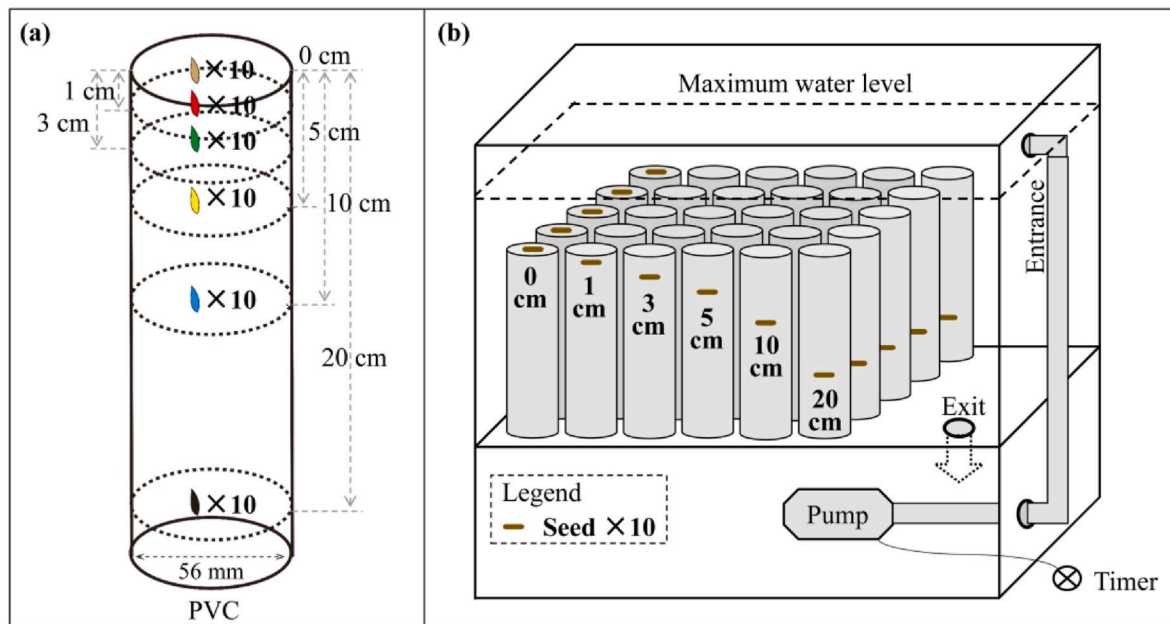 (a)
0 cm
×10
1 cm
×10
3 cm
×10
5 cm
×10
10 cm
×10
20 cm
×10
56 mm
PVC
(b)
Maximum water level
Entrance
0
cm
1
cm
3
cm
5
cm
10
cm
20
cm
Exit
Legend
Seed ×10
Pump
Timer